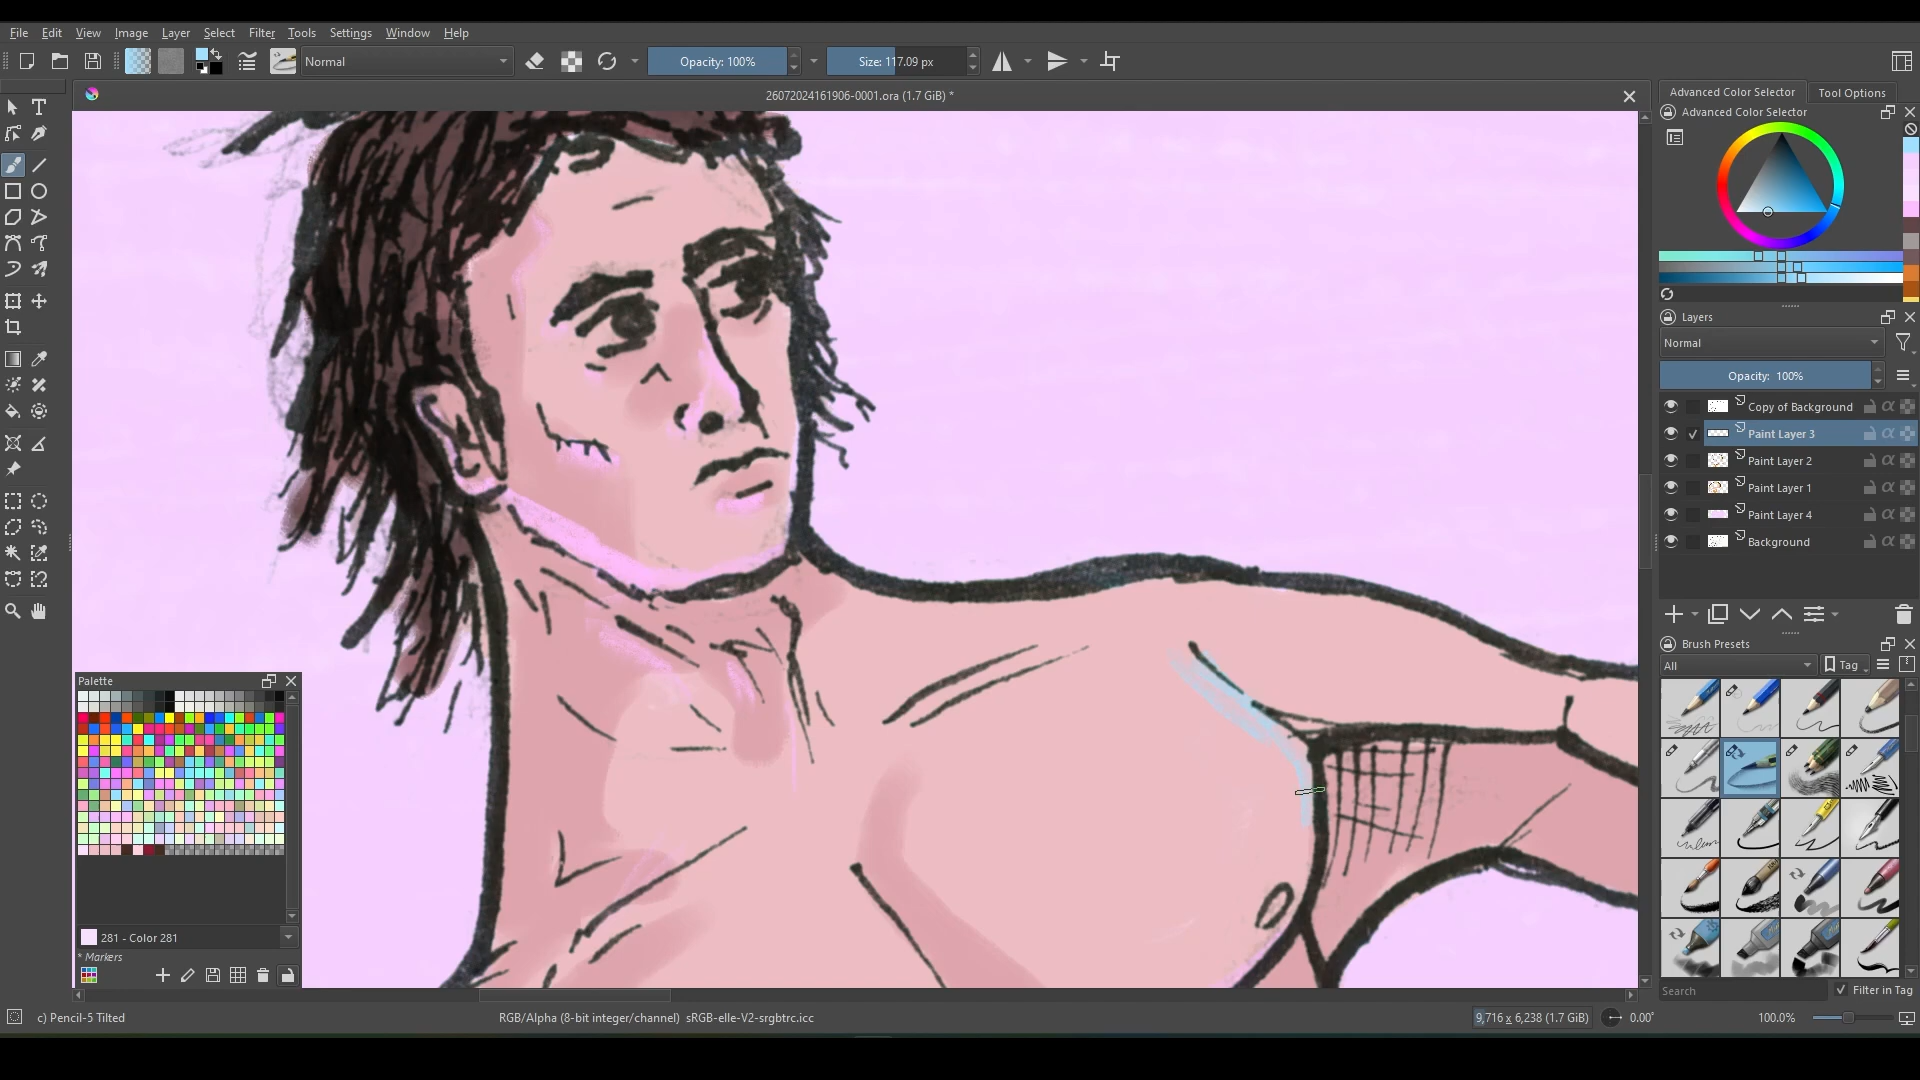 File Edit View Image Layer Select Filter Tools Settings Window Help
Normal
Opacity: 100%
Size: 117.09 px
26072024161906-0001.ora (1.7 GiB) *
Advanced Color Selector
Tool Options
Advanced Color Selector
Layers
Normal
Opacity: 100%
Copy of Background
Paint Layer 3
Paint Layer 2
Paint Layer 1
Paint Layer 4
Background
Brush Presets
All
Tag
Palette
281 - Color 281
* Markers
Search
Filter in Tag
c) Pencil-5 Tilted
RGB/Alpha (8-bit integer/channel) sRGB-elle-V2-srgbtrc.icc
9,716 x 6,238 (1.7 GiB)
0.00°
100.0%